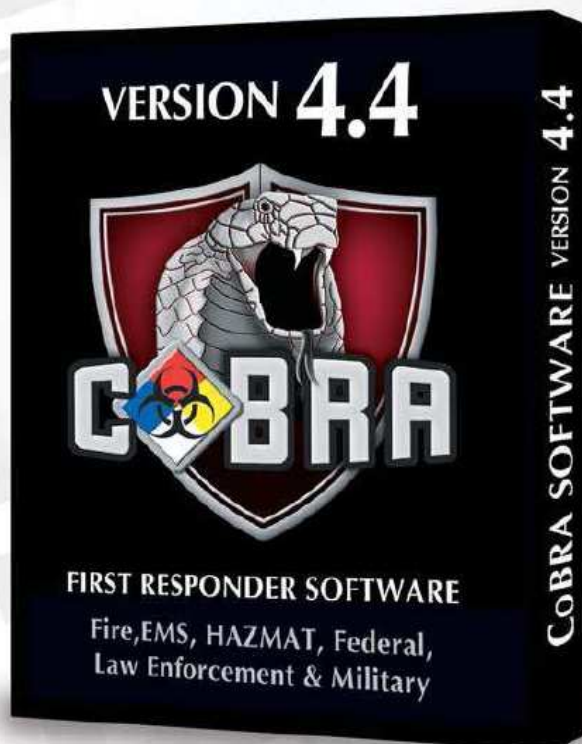 VERSION 4.4
COBRA
FIRST RESPONDER SOFTWARE
Fire,EMS, HAZMAT, Federal,
Law Enforcement & Military
CoBRA SOFTWARE VERSION 4.4